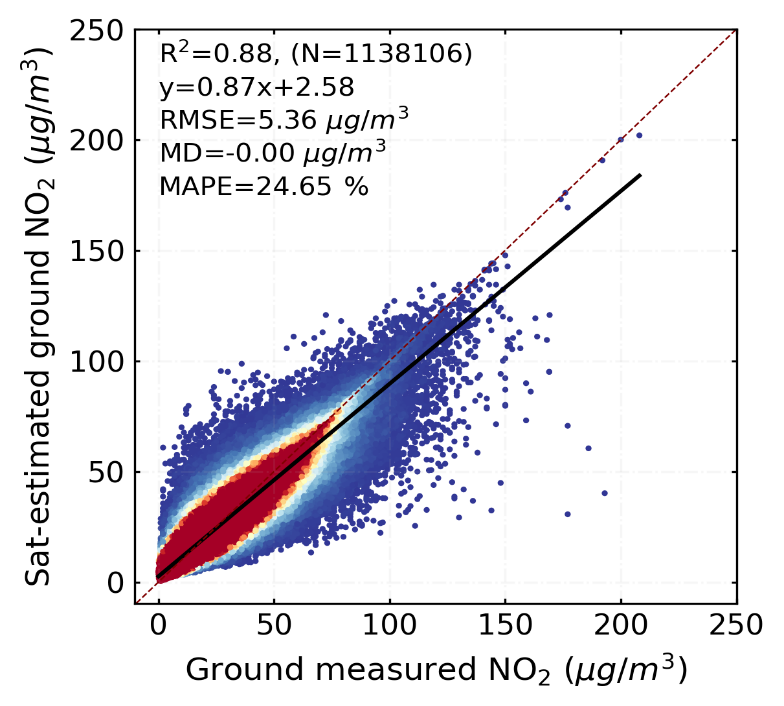 R²=0.88, (N=1138106)
y=0.87x+2.58
RMSE=5.36 μg/m³
MD=-0.00 μg/m³
MAPE=24.65 %
Sat-estimated ground NO₂ (μg/m³)
250
200
150
100
50
0
0 50 100 150 200 250
Ground measured NO₂ (μg/m³)